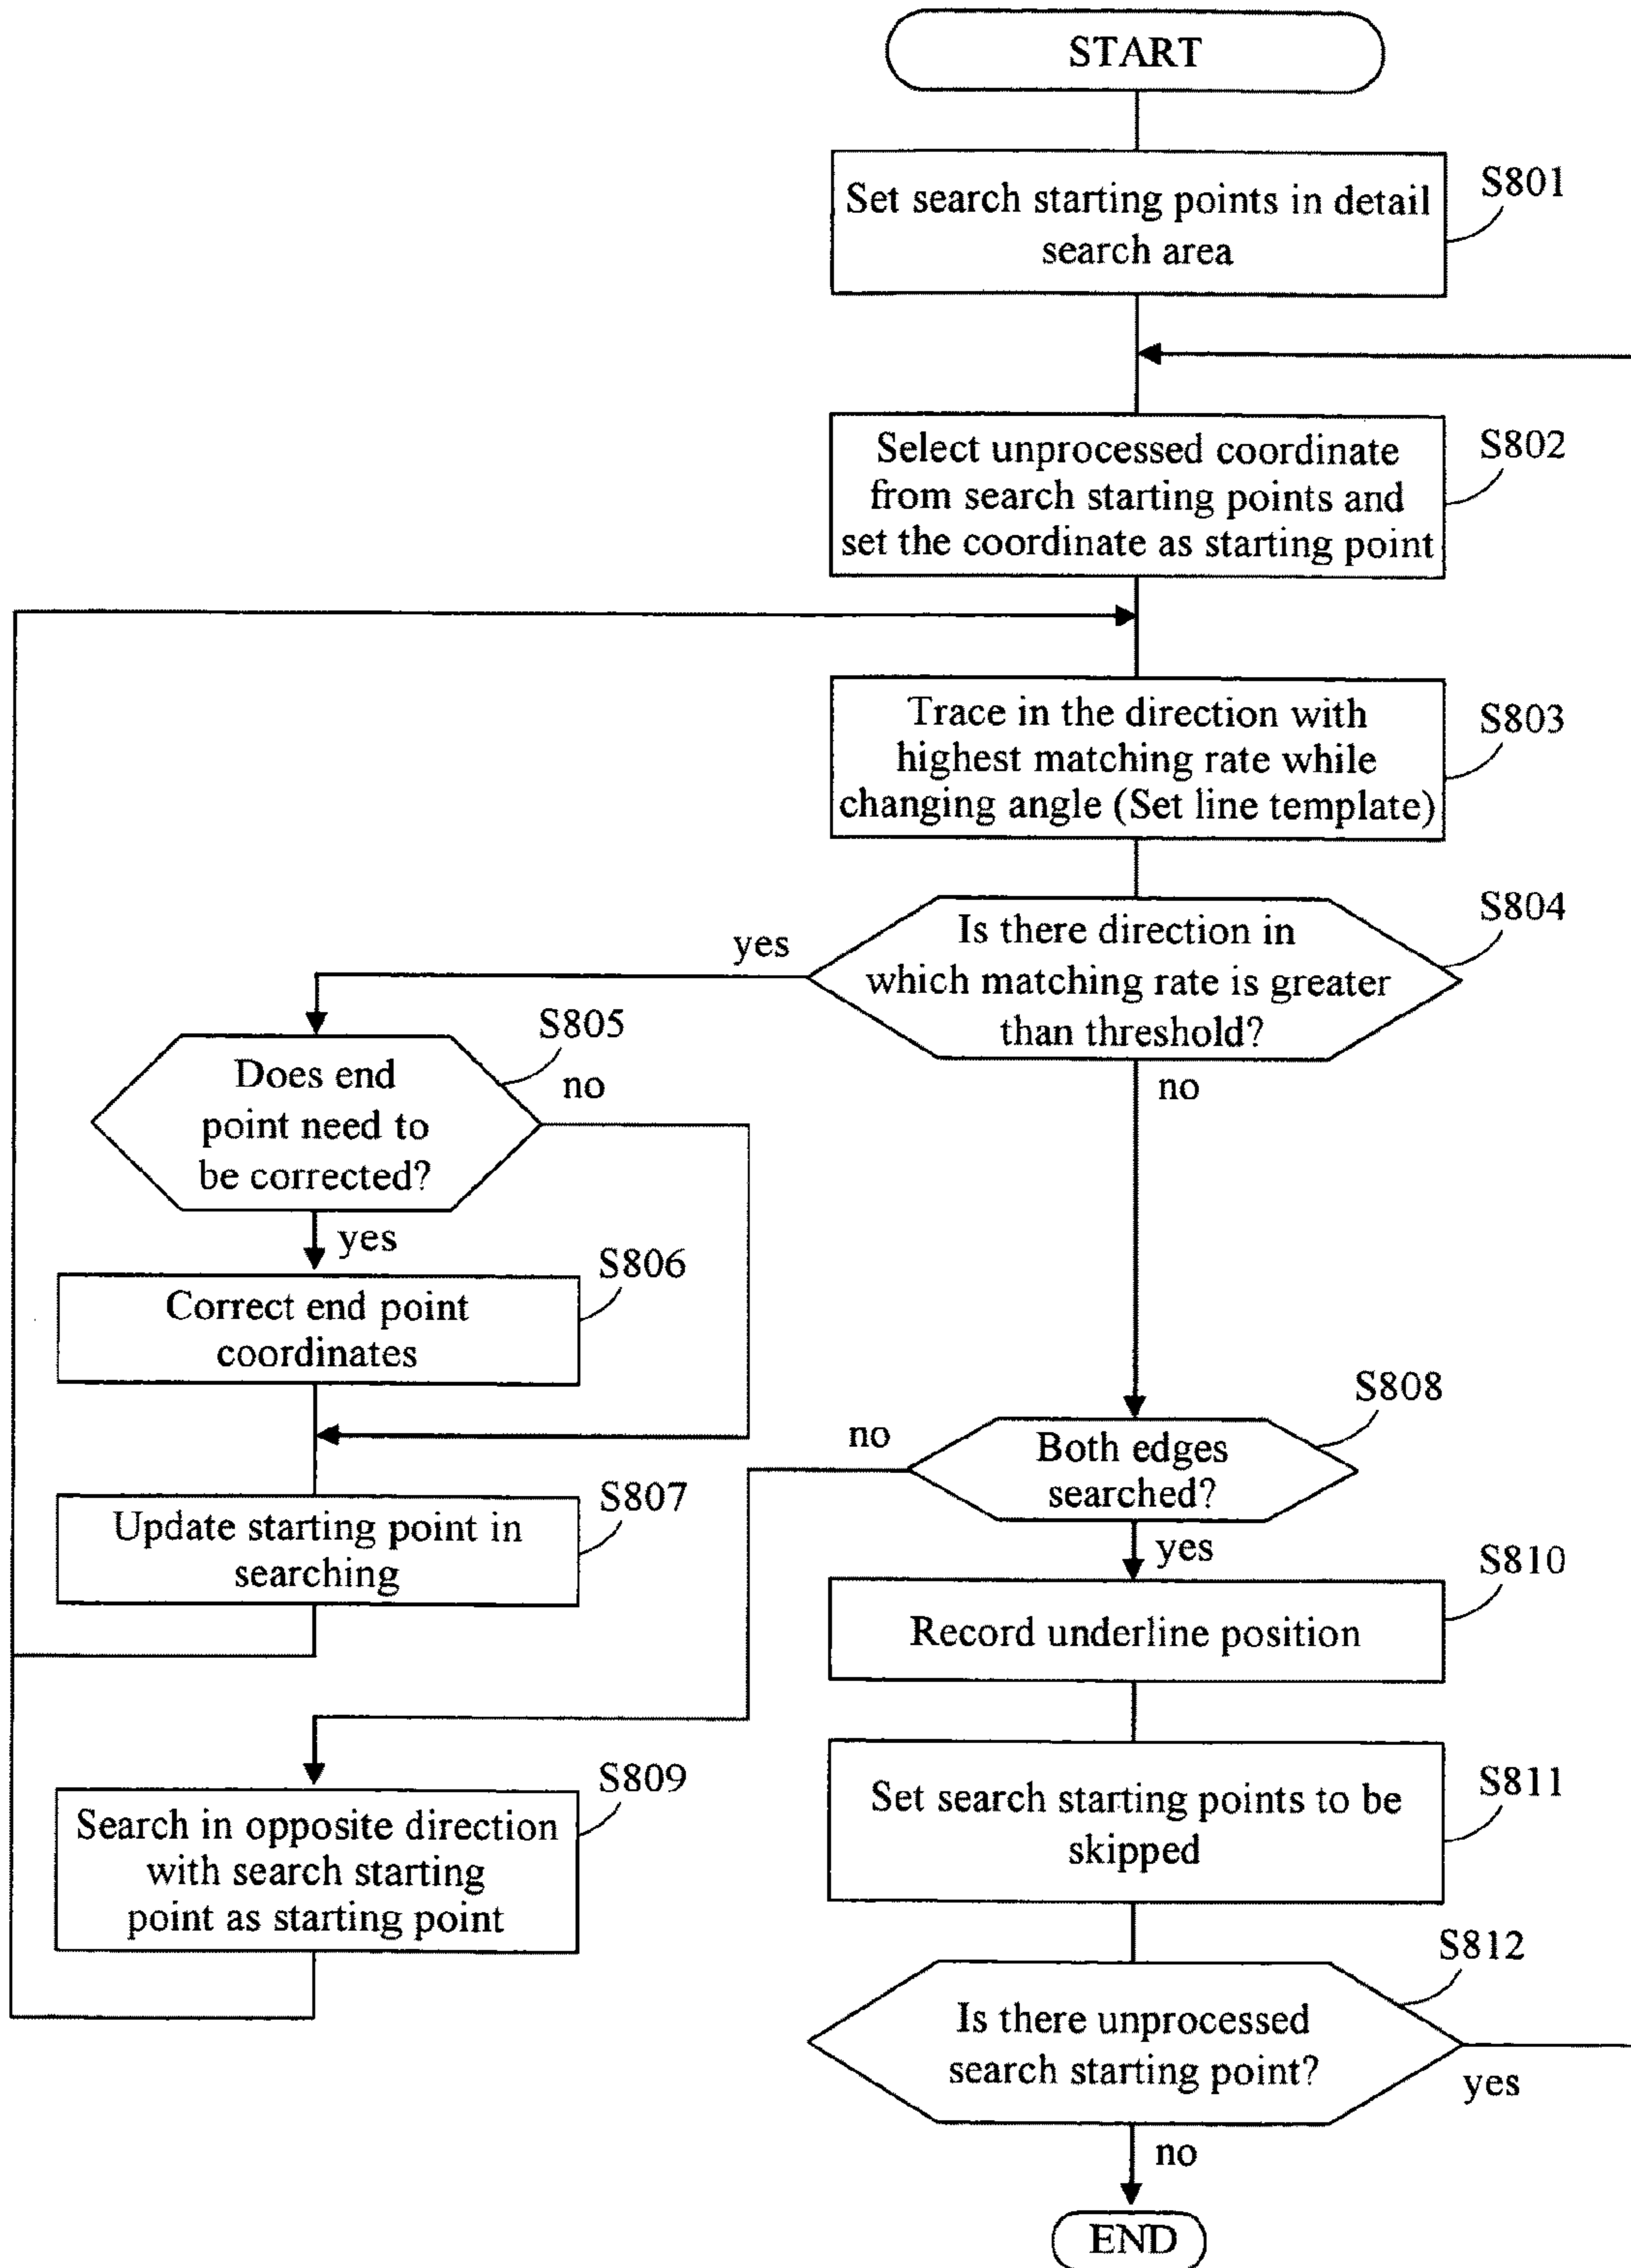 START
Set search starting points in detail
search area
S801
Select unprocessed coordinate
from search starting points and
set the coordinate as starting point
S802
Trace in the direction with
highest matching rate while
changing angle (Set line template)
S803
Is there direction in
which matching rate is greater
than threshold?
S804
yes
no
Does end
point need to
be corrected?
S805
no
yes
Correct end point
coordinates
S806
Update starting point in
searching
S807
Both edges
searched?
S808
no
yes
Search in opposite direction
with search starting
point as starting point
S809
Record underline position
S810
Set search starting points to be
skipped
S811
Is there unprocessed
search starting point?
S812
yes
no
END